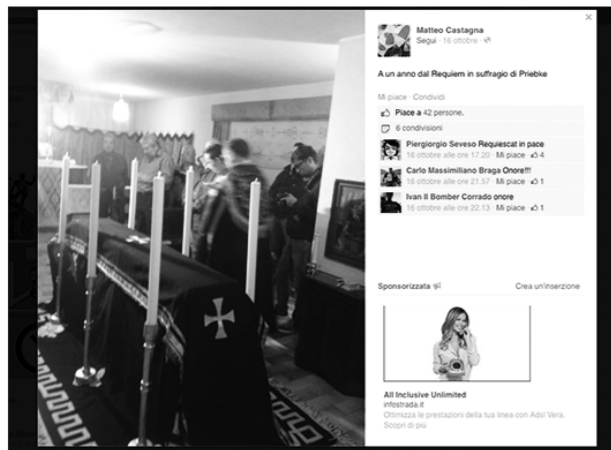 Matteo Castagna
Segui · 16 ottobre ·
A un anno dal Requiem in suffragio di Priebke
Mi piace · Condividi
Piace a 42 persone.
6 condivisioni
Piergiorgio Seveso Requiescat in pace
16 ottobre alle ore 17.20 · Mi piace · 4
Carlo Massimiliano Braga Onore!!!
16 ottobre alle ore 21.57 · Mi piace · 1
Ivan Il Bomber Corrado onore
16 ottobre alle ore 22.13 · Mi piace · 1
Sponsorizzata
Crea un'inserzione
All Inclusive Unlimited
infostrada.it
Ottimizza le prestazioni della tua linea con Adsl Vera.
Scopri di più